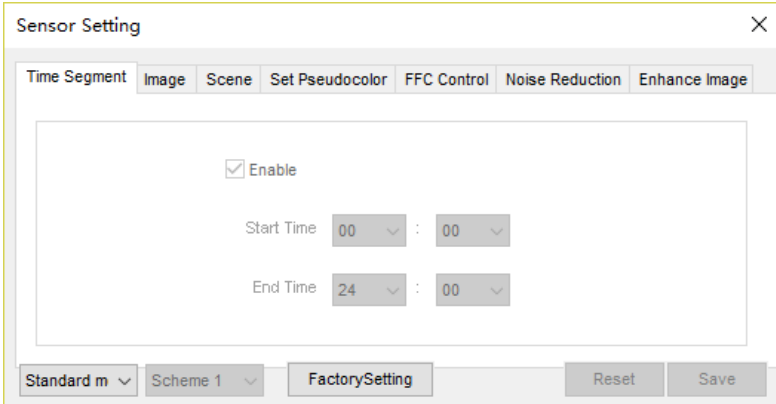 Sensor Setting
Time Segment Image Scene Set Pseudocolor FFC Control Noise Reduction Enhance Image
Enable
Start Time 00 : 00
End Time 24 : 00
Standard m Scheme 1 FactorySetting Reset Save